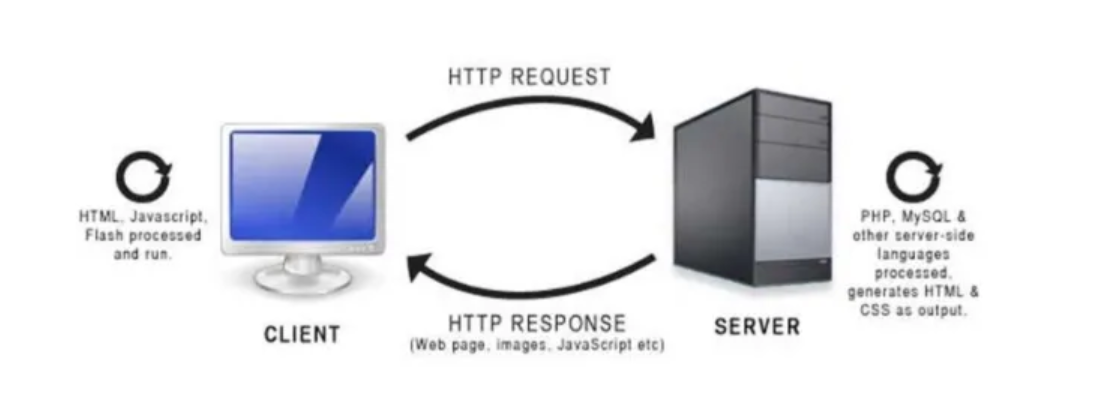 HTTP REQUEST
HTML, Javascript,
Flash processed
and run.
PHP, MySQL &
other server-side
languages
processed,
generates HTML &
CSS as output.
CLIENT
HTTP RESPONSE
(Web page, images, JavaScript etc)
SERVER